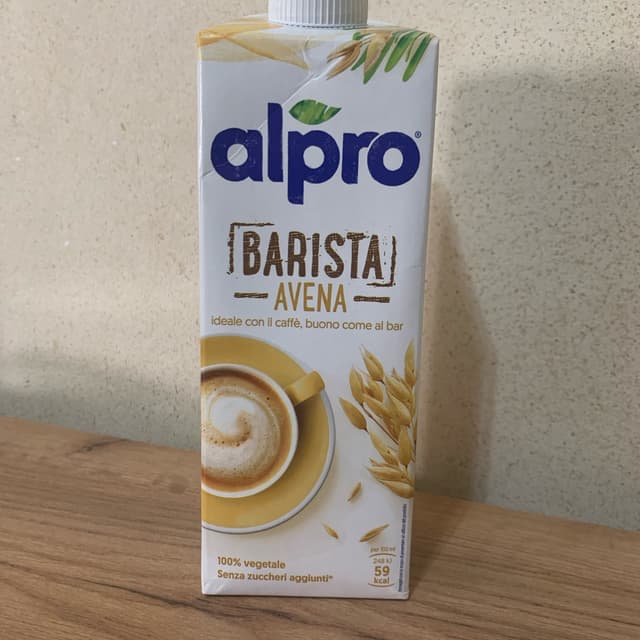 alpro®
BARISTA
AVENA
ideale con il caffè, buono come al bar
100% vegetale
Senza zuccheri aggiunti*
per 100 ml
248 kJ
59
kcal